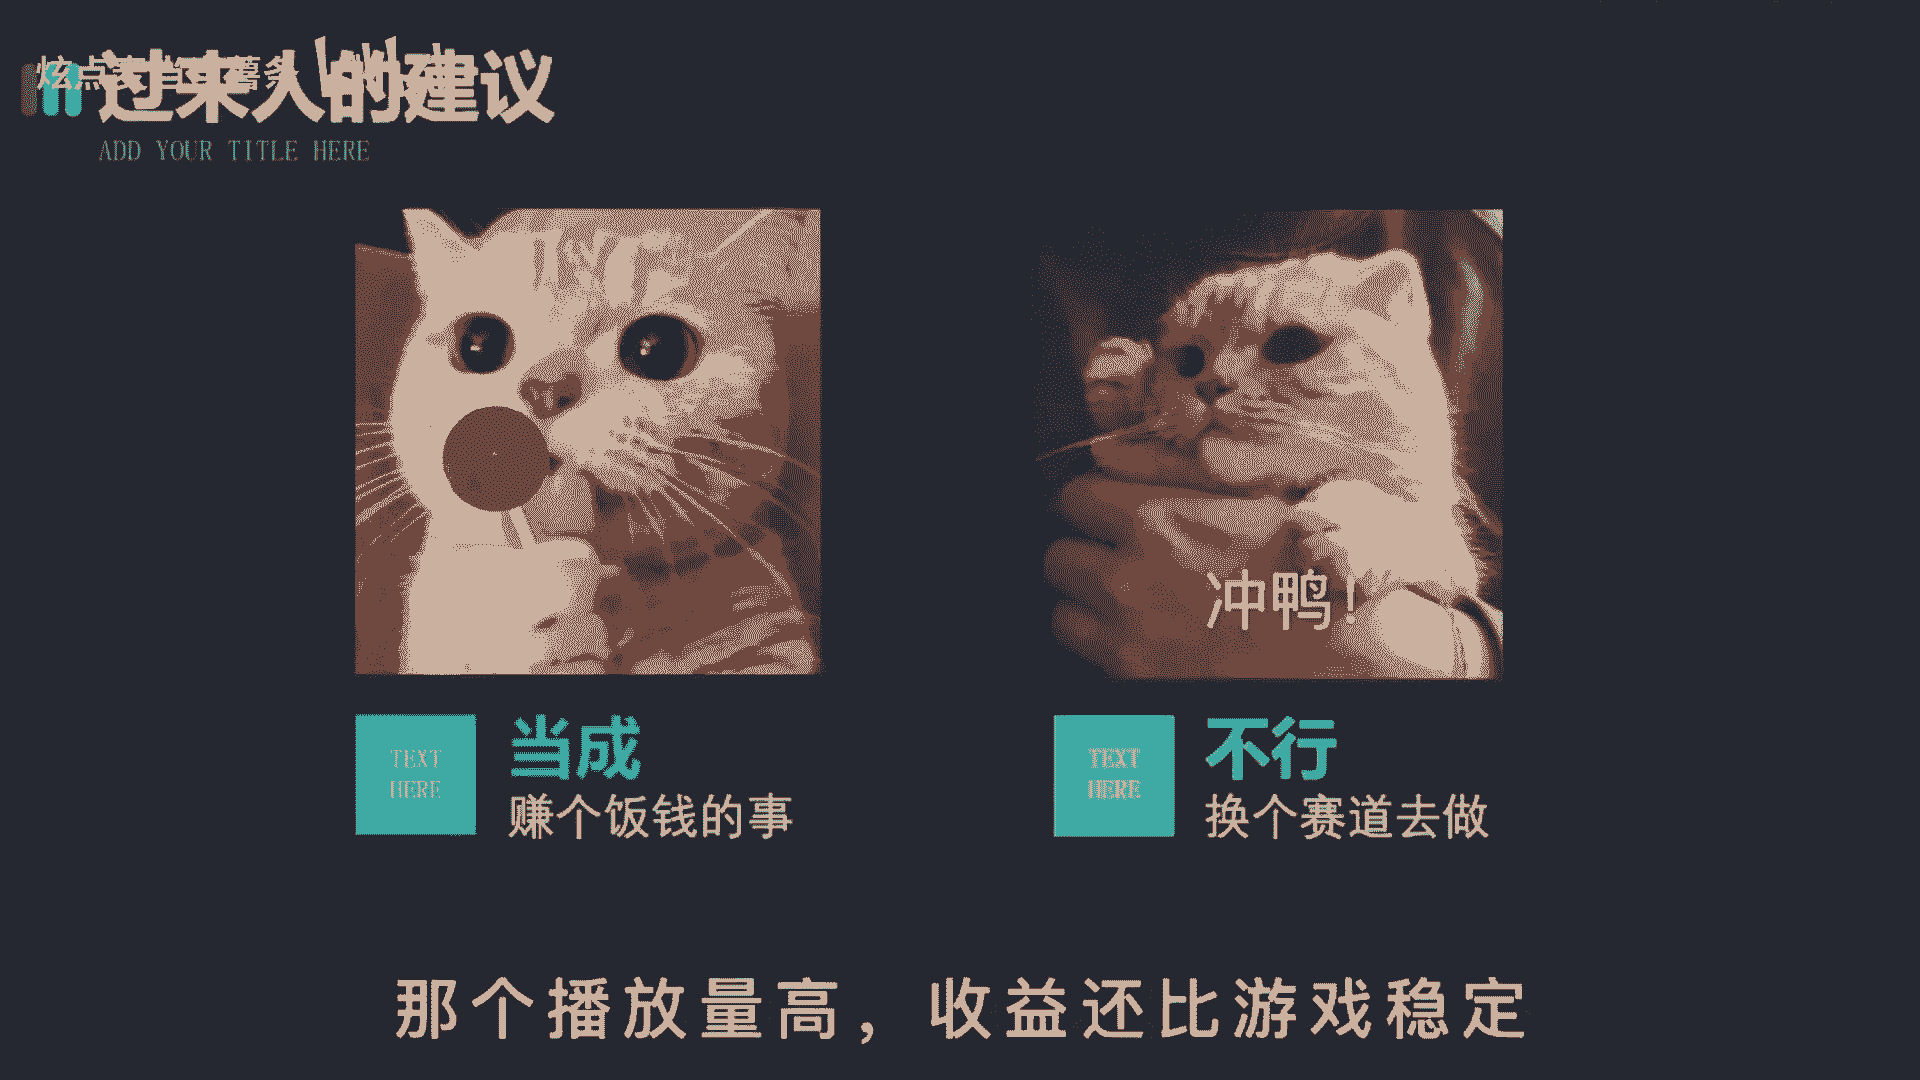 过来人的建议
ADD YOUR TITLE HERE
冲鸭！
TEXT
HERE
当成
赚个饭钱的事
TEXT
HERE
不行
换个赛道去做
那个播放量高，收益还比游戏稳定